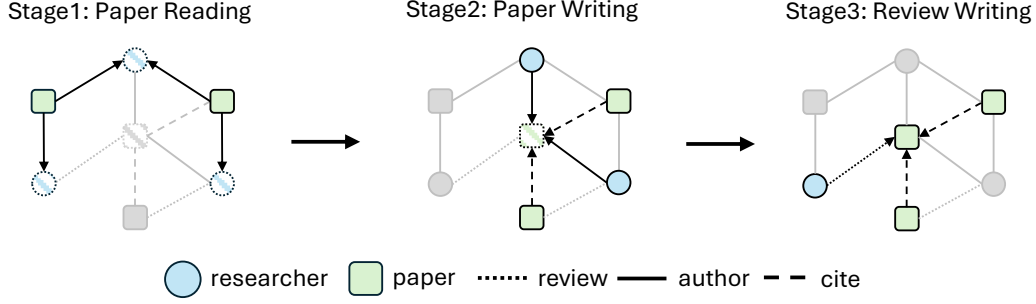 Stage1: Paper Reading
Stage2: Paper Writing
Stage3: Review Writing
researcher paper review author cite